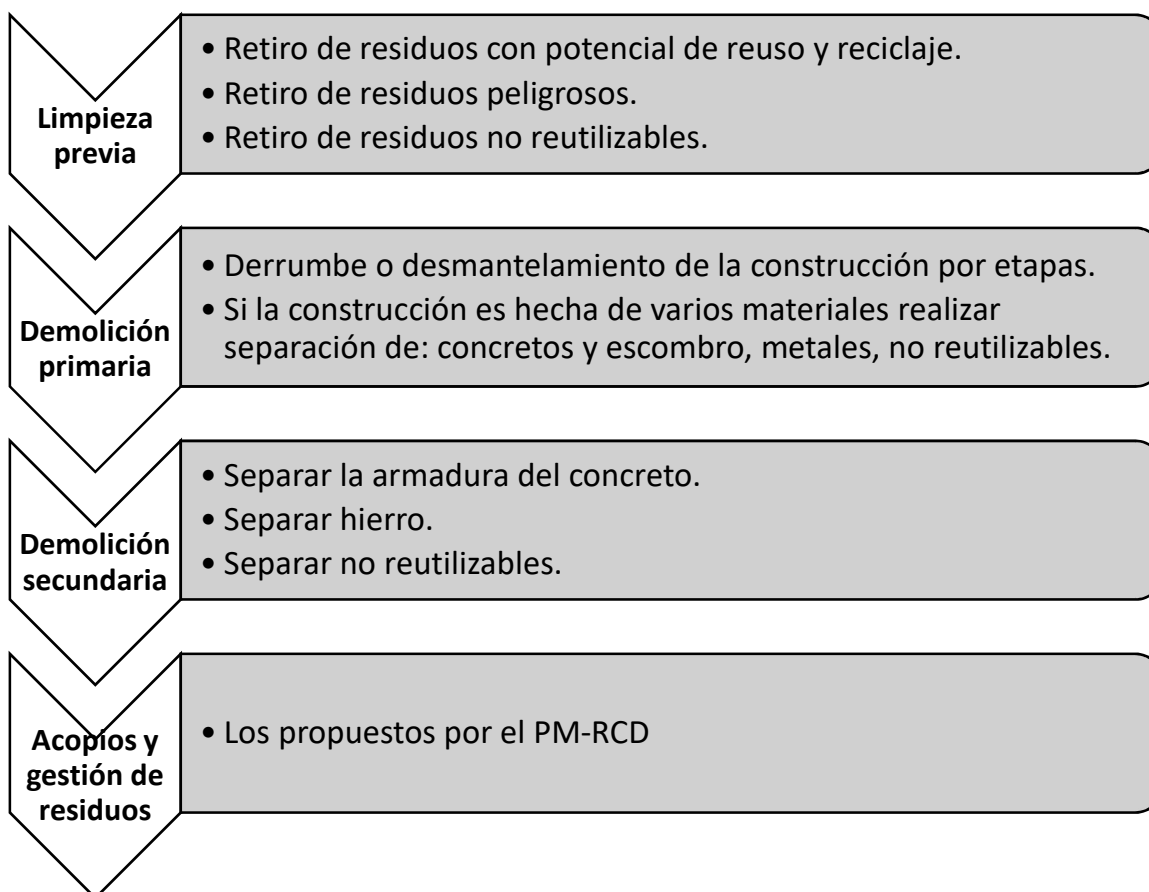 Limpieza
previa
• Retiro de residuos con potencial de reuso y reciclaje.
• Retiro de residuos peligrosos.
• Retiro de residuos no reutilizables.
Demolición
primaria
• Derrumbe o desmantelamiento de la construcción por etapas.
• Si la construcción es hecha de varios materiales realizar
separación de: concretos y escombro, metales, no reutilizables.
Demolición
secundaria
• Separar la armadura del concreto.
• Separar hierro.
• Separar no reutilizables.
Acopios y
gestión de
residuos
• Los propuestos por el PM-RCD